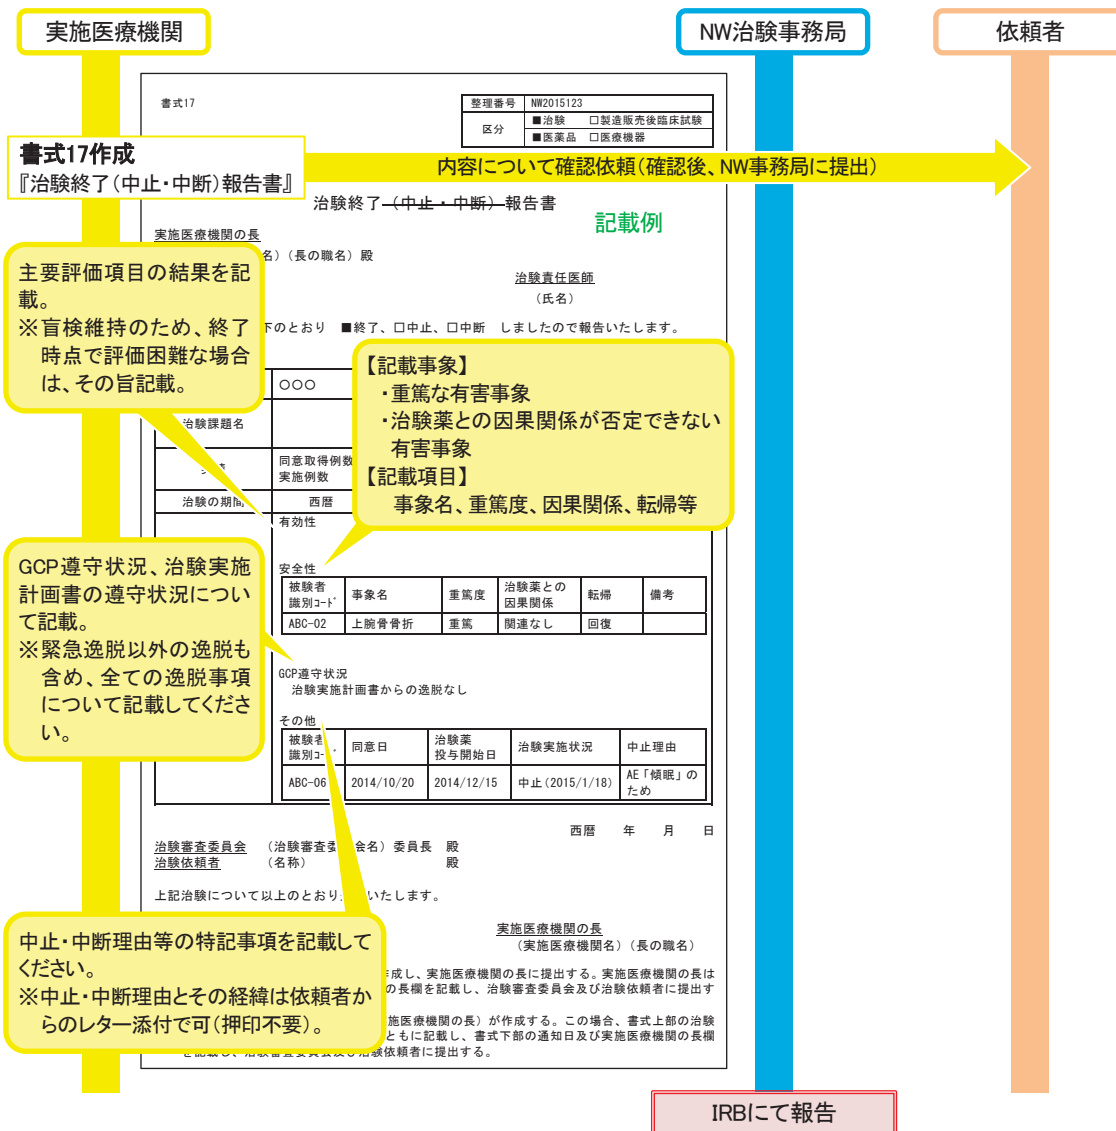 実施医療機関
NW治験事務局
依頼者
書式17
整理番号 NW2015123
区分 ■治験 □製造販売後臨床試験
■医薬品 □医療機器
書式17作成
『治験終了(中止・中断)報告書』
内容について確認依頼(確認後、NW事務局に提出)
治験終了(中止・中断)報告書
記載例
実施医療機関の長
名)(長の職名) 殿
治験責任医師
(氏名)
主要評価項目の結果を記
載。
※盲検維持のため、終了
時点で評価困難な場合
は、その旨記載。
下のとおり ■終了、□中止、□中断 しましたので報告いたします。
【記載事象】
・重篤な有害事象
・治験薬との因果関係が否定できない
有害事象
【記載項目】
事象名、重篤度、因果関係、転帰等
○○○
治験課題名
同意取得例数
実施例数
治験の期間 西暦
有効性
安全性
被験者
識別コード 事象名 重篤度 治験薬との
因果関係 転帰 備考
ABC-02 上腕骨骨折 重篤 関連なし 回復
GCP遵守状況、治験実施
計画書の遵守状況につい
て記載。
※緊急逸脱以外の逸脱も
含め、全ての逸脱事項
について記載してくださ
い。
GCP遵守状況
治験実施計画書からの逸脱なし
その他
被験者
識別コ 同意日 治験薬
投与開始日 治験実施状況 中止理由
ABC-06 2014/10/20 2014/12/15 中止(2015/1/18) AE「傾眠」の
ため
西暦 年 月 日
治験審査委員会 (治験審査委 会名)委員長 殿
治験依頼者 (名称) 殿
上記治験について以上のとおり いたします。
実施医療機関の長
(実施医療機関名)(長の職名)
中止・中断理由等の特記事項を記載して
ください。
※中止・中断理由とその経緯は依頼者か
らのレター添付で可(押印不要)。
成し、実施医療機関の長に提出する。実施医療機関の長は
の長欄を記載し、治験審査委員会及び治験依頼者に提出す
施医療機関の長)が作成する。この場合、書式上部の治験
ともに記載し、書式下部の通知日及び実施医療機関の長欄
治験依頼者に提出する。
IRBにて報告